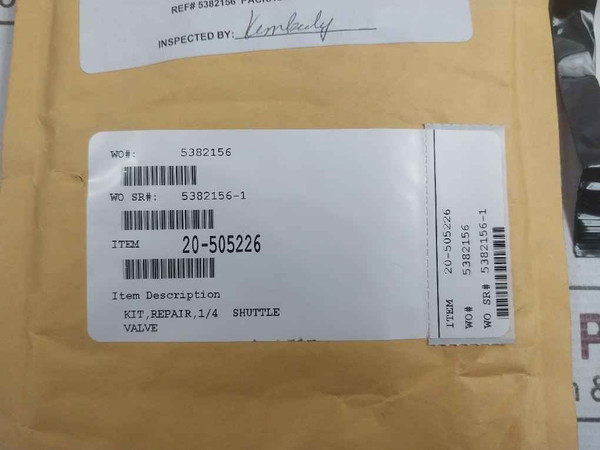 REF# 5382156
INSPECTED BY: Kimberly
WO#: 5382156
WO SR#: 5382156-1
ITEM 20-505226
Item Description
KIT,REPAIR,1/4 SHUTTLE
VALVE
ITEM 20-505226
WO# 5382156
WO SR# 5382156-1
P
&